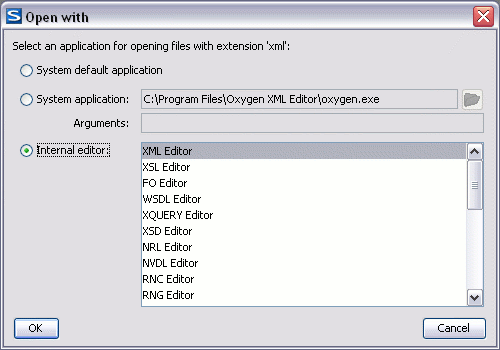 Open with
Select an application for opening files with extension 'xml':
System default application
System application: C:\Program Files\Oxygen XML Editor\oxygen.exe
Arguments:
Internal editor:
XML Editor
XSL Editor
FO Editor
WSDL Editor
XQUERY Editor
XSD Editor
NRL Editor
NVDL Editor
RNC Editor
RNG Editor
OK Cancel